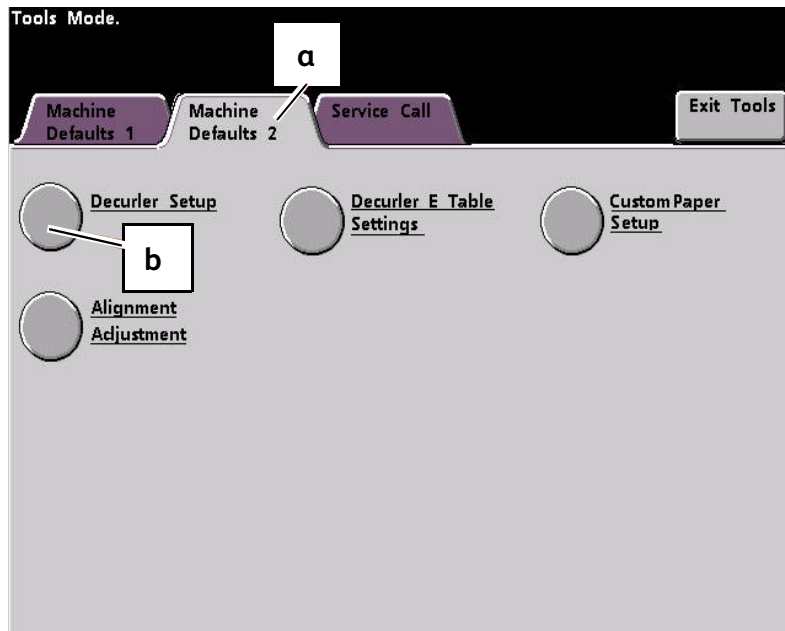 Tools Mode.
a
Machine
Defaults 1
Machine
Defaults 2
Service Call
Exit Tools
Decurler Setup
Decurler E Table
Settings
Custom Paper
Setup
b
Alignment
Adjustment